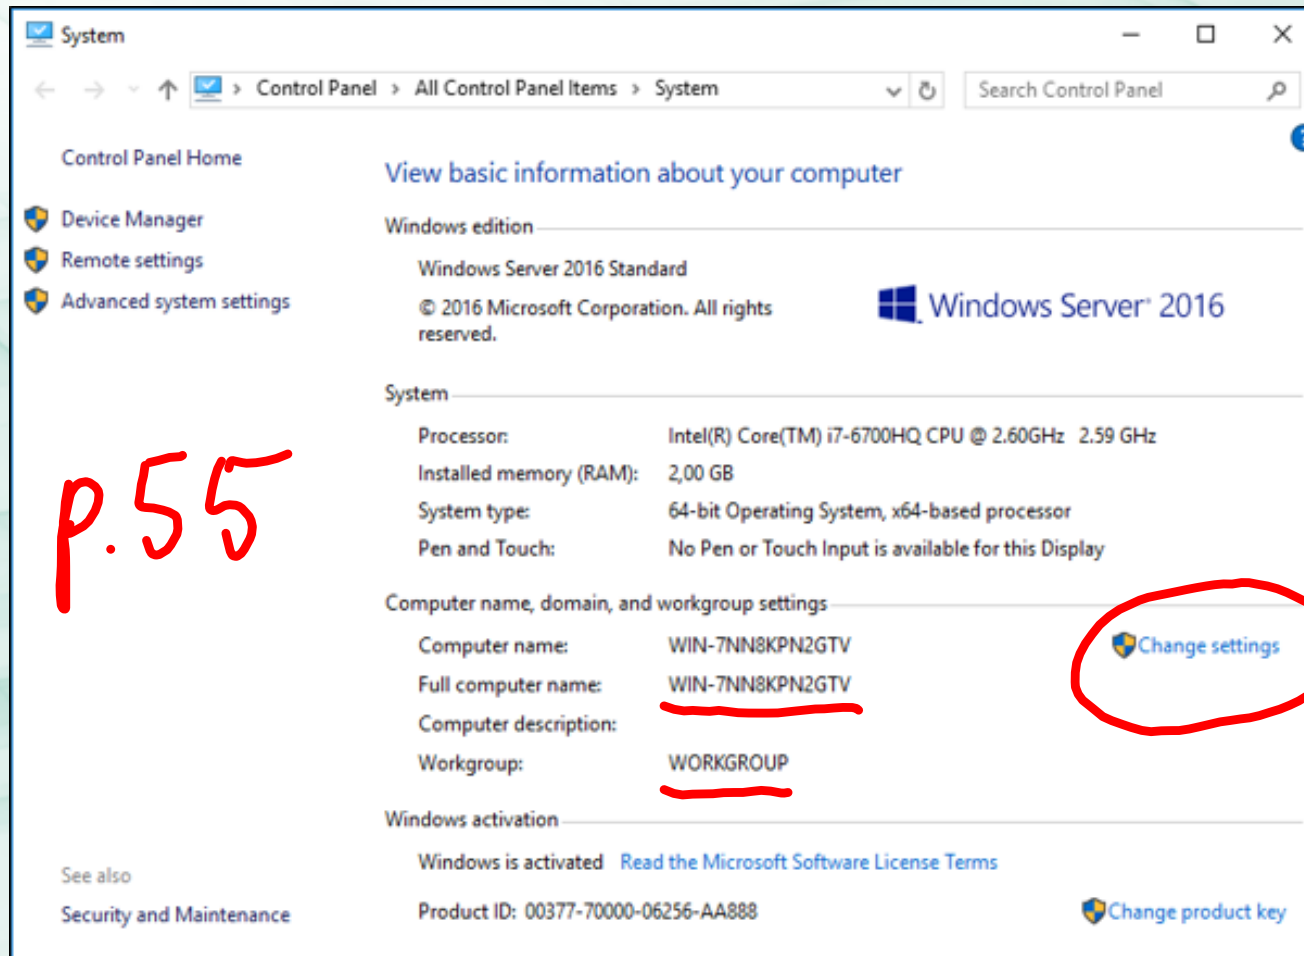 System
Control Panel > All Control Panel Items > System
Search Control Panel
Control Panel Home
Device Manager
Remote settings
Advanced system settings
View basic information about your computer
Windows edition
Windows Server 2016 Standard
© 2016 Microsoft Corporation. All rights
reserved.
Windows Server® 2016
System
Processor: Intel(R) Core(TM) i7-6700HQ CPU @ 2.60GHz 2.59 GHz
Installed memory (RAM): 2,00 GB
System type: 64-bit Operating System, x64-based processor
Pen and Touch: No Pen or Touch Input is available for this Display
p.55
Computer name, domain, and workgroup settings
Computer name: WIN-7NN8KPN2GTV
Change settings
Full computer name: WIN-7NN8KPN2GTV
Computer description:
Workgroup: WORKGROUP
Windows activation
Windows is activated Read the Microsoft Software License Terms
Product ID: 00377-70000-06256-AA888
Change product key
See also
Security and Maintenance